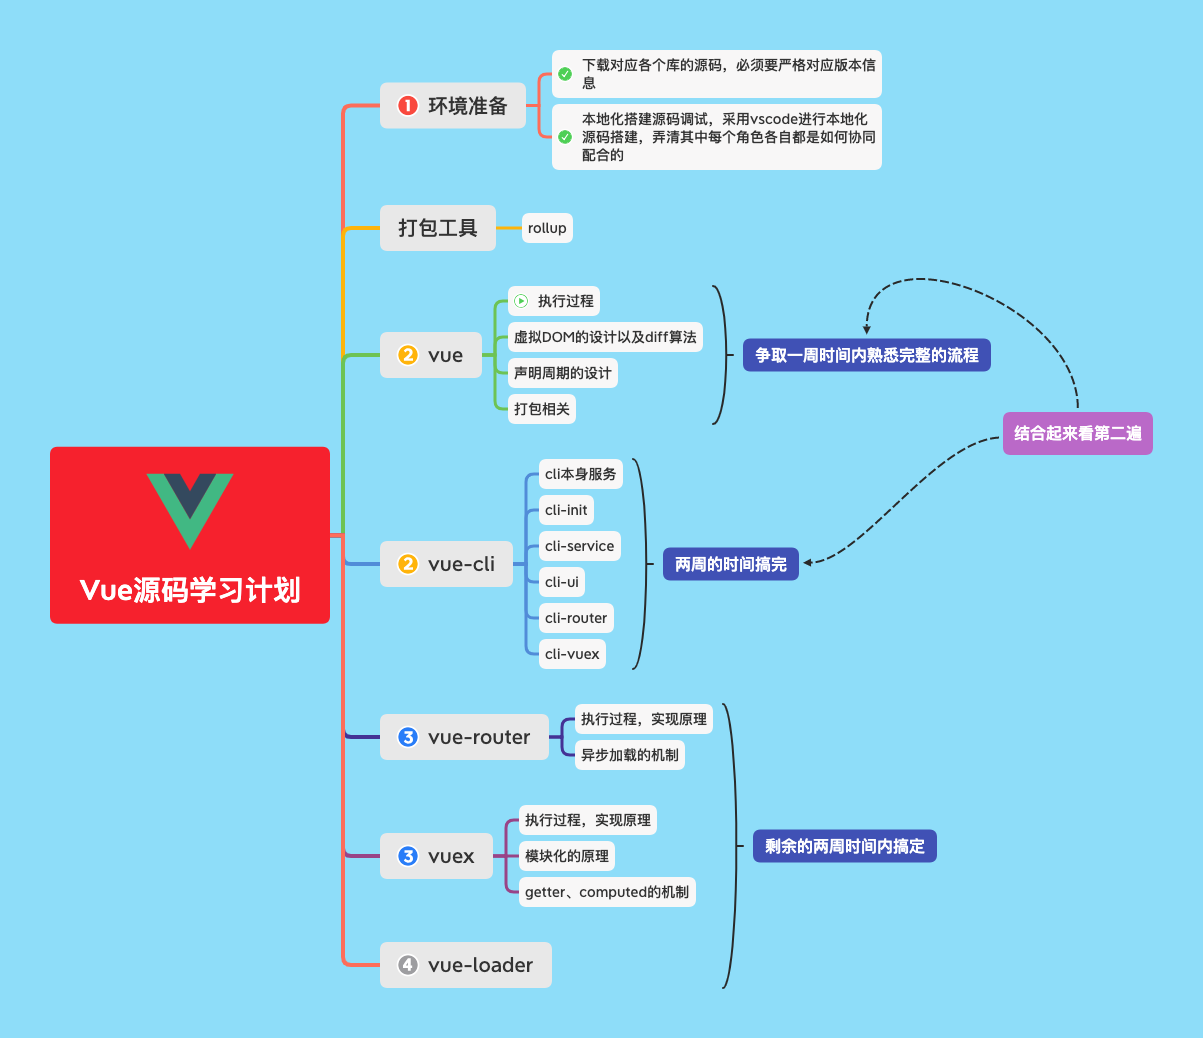 Vue源码学习计划
1 环境准备
下载对应各个库的源码，必须要严格对应版本信
息
本地化搭建源码调试，采用vscode进行本地化
源码搭建，弄清其中每个角色各自都是如何协同
配合的
打包工具
rollup
2 vue
执行过程
虚拟DOM的设计以及diff算法
声明周期的设计
打包相关
争取一周时间内熟悉完整的流程
结合起来看第二遍
2 vue-cli
cli本身服务
cli-init
cli-service
cli-ui
cli-router
cli-vuex
两周的时间搞完
3 vue-router
执行过程，实现原理
异步加载的机制
3 vuex
执行过程，实现原理
模块化的原理
getter、computed的机制
4 vue-loader
剩余的两周时间内搞定